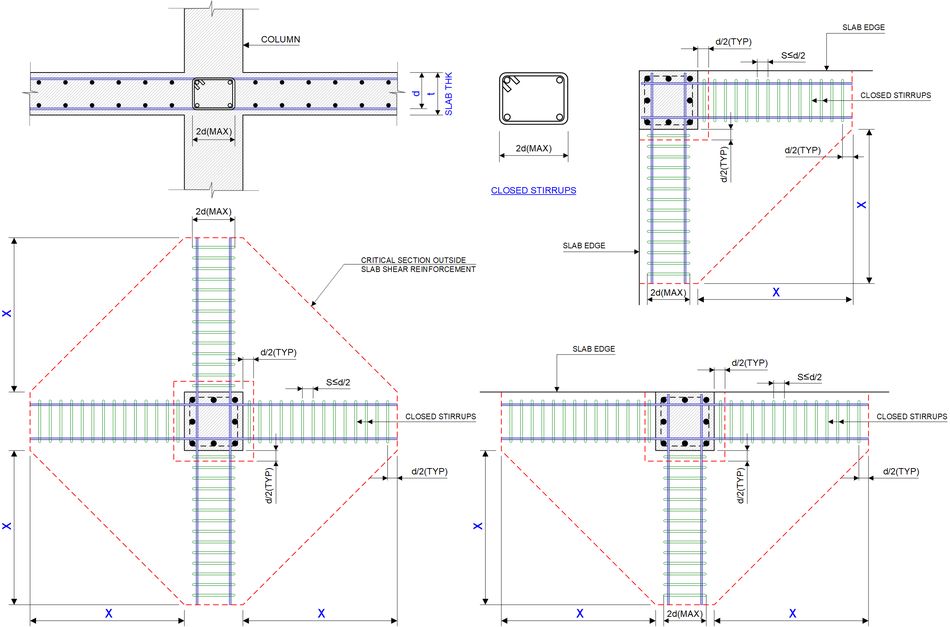 COLUMN
d
t
SLAB THK
2d(MAX)
2d(MAX)
CLOSED STIRRUPS
SLAB EDGE
d/2(TYP)
S≤d/2
CLOSED STIRRUPS
d/2(TYP)
d/2(TYP)
X
SLAB EDGE
2d(MAX)
X
2d(MAX)
CRITICAL SECTION OUTSIDE
SLAB SHEAR REINFORCEMENT
X
d/2(TYP)
S≤d/2
CLOSED STIRRUPS
d/2(TYP)
d/2(TYP)
X
X
X
SLAB EDGE
d/2(TYP)
S≤d/2
CLOSED STIRRUPS
d/2(TYP)
d/2(TYP)
X
X
2d(MAX)
X